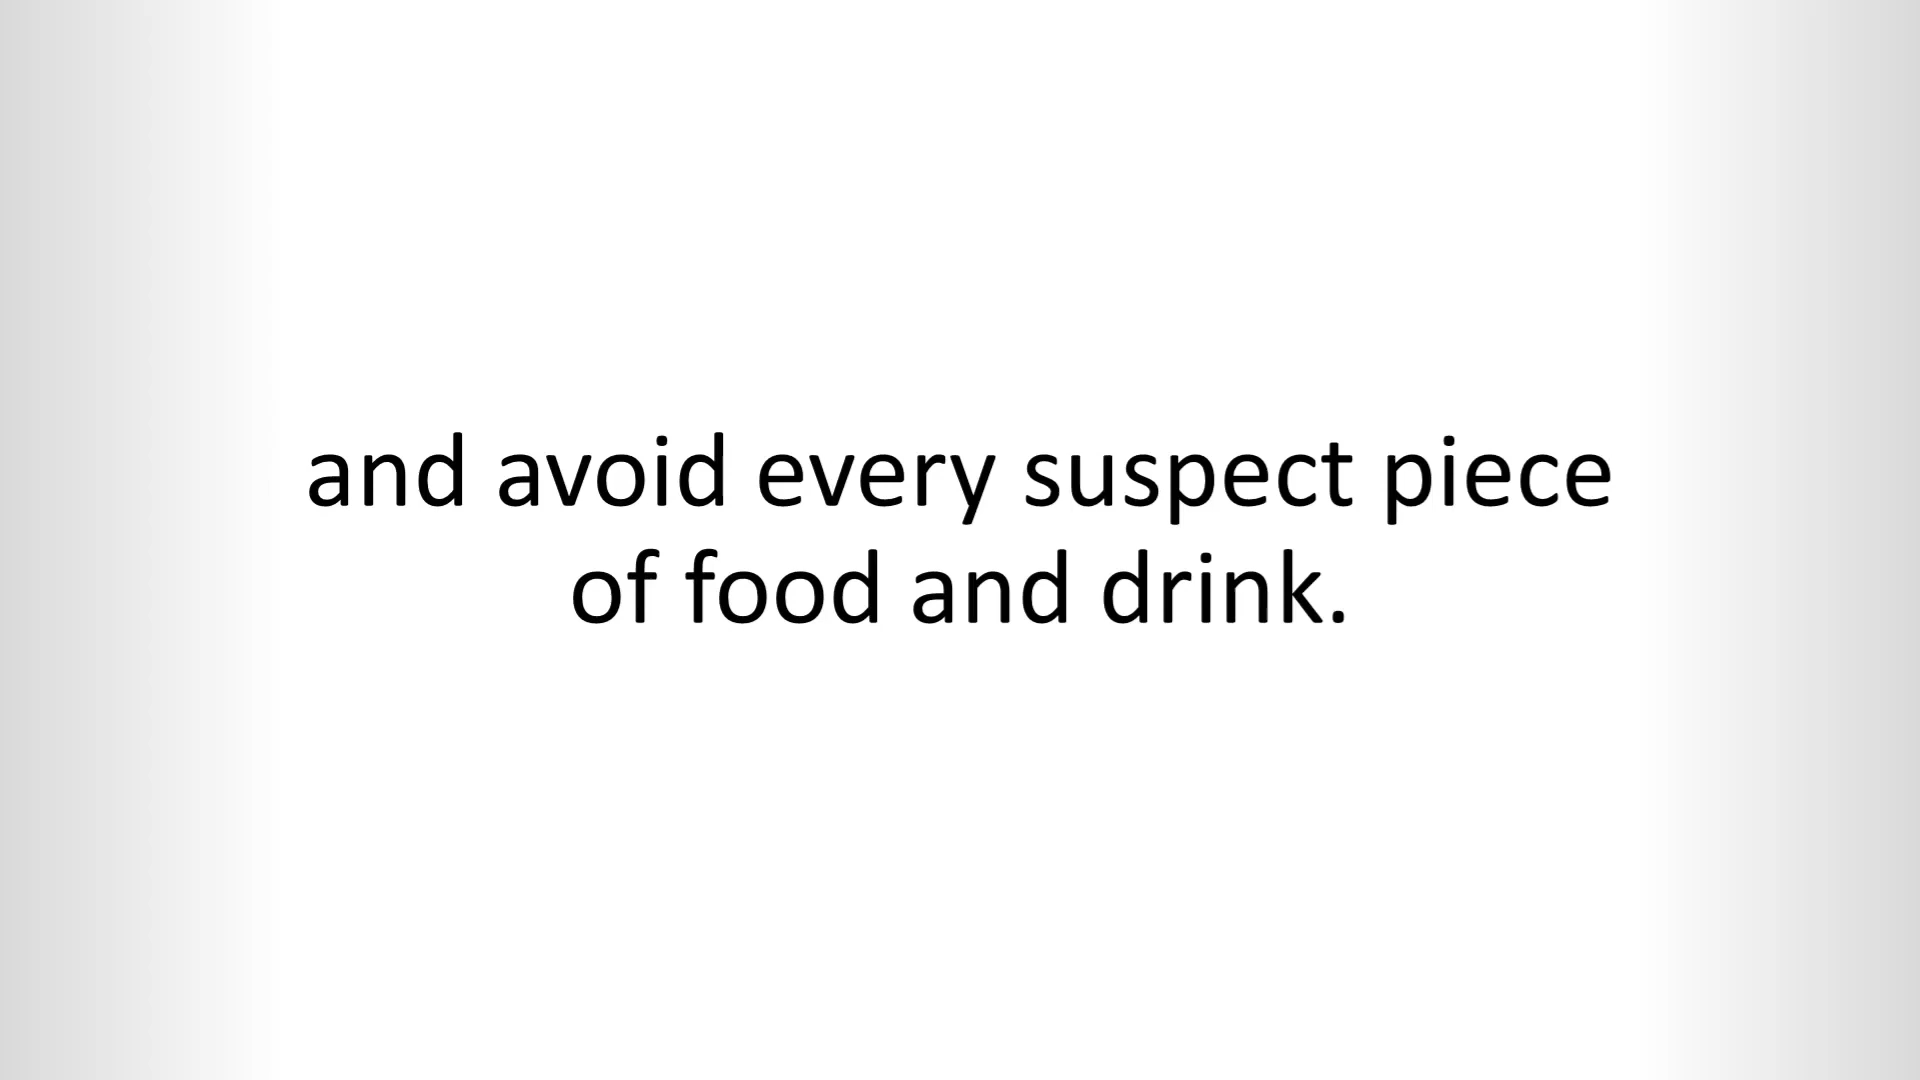 and avoid every suspect piece
of food and drink.